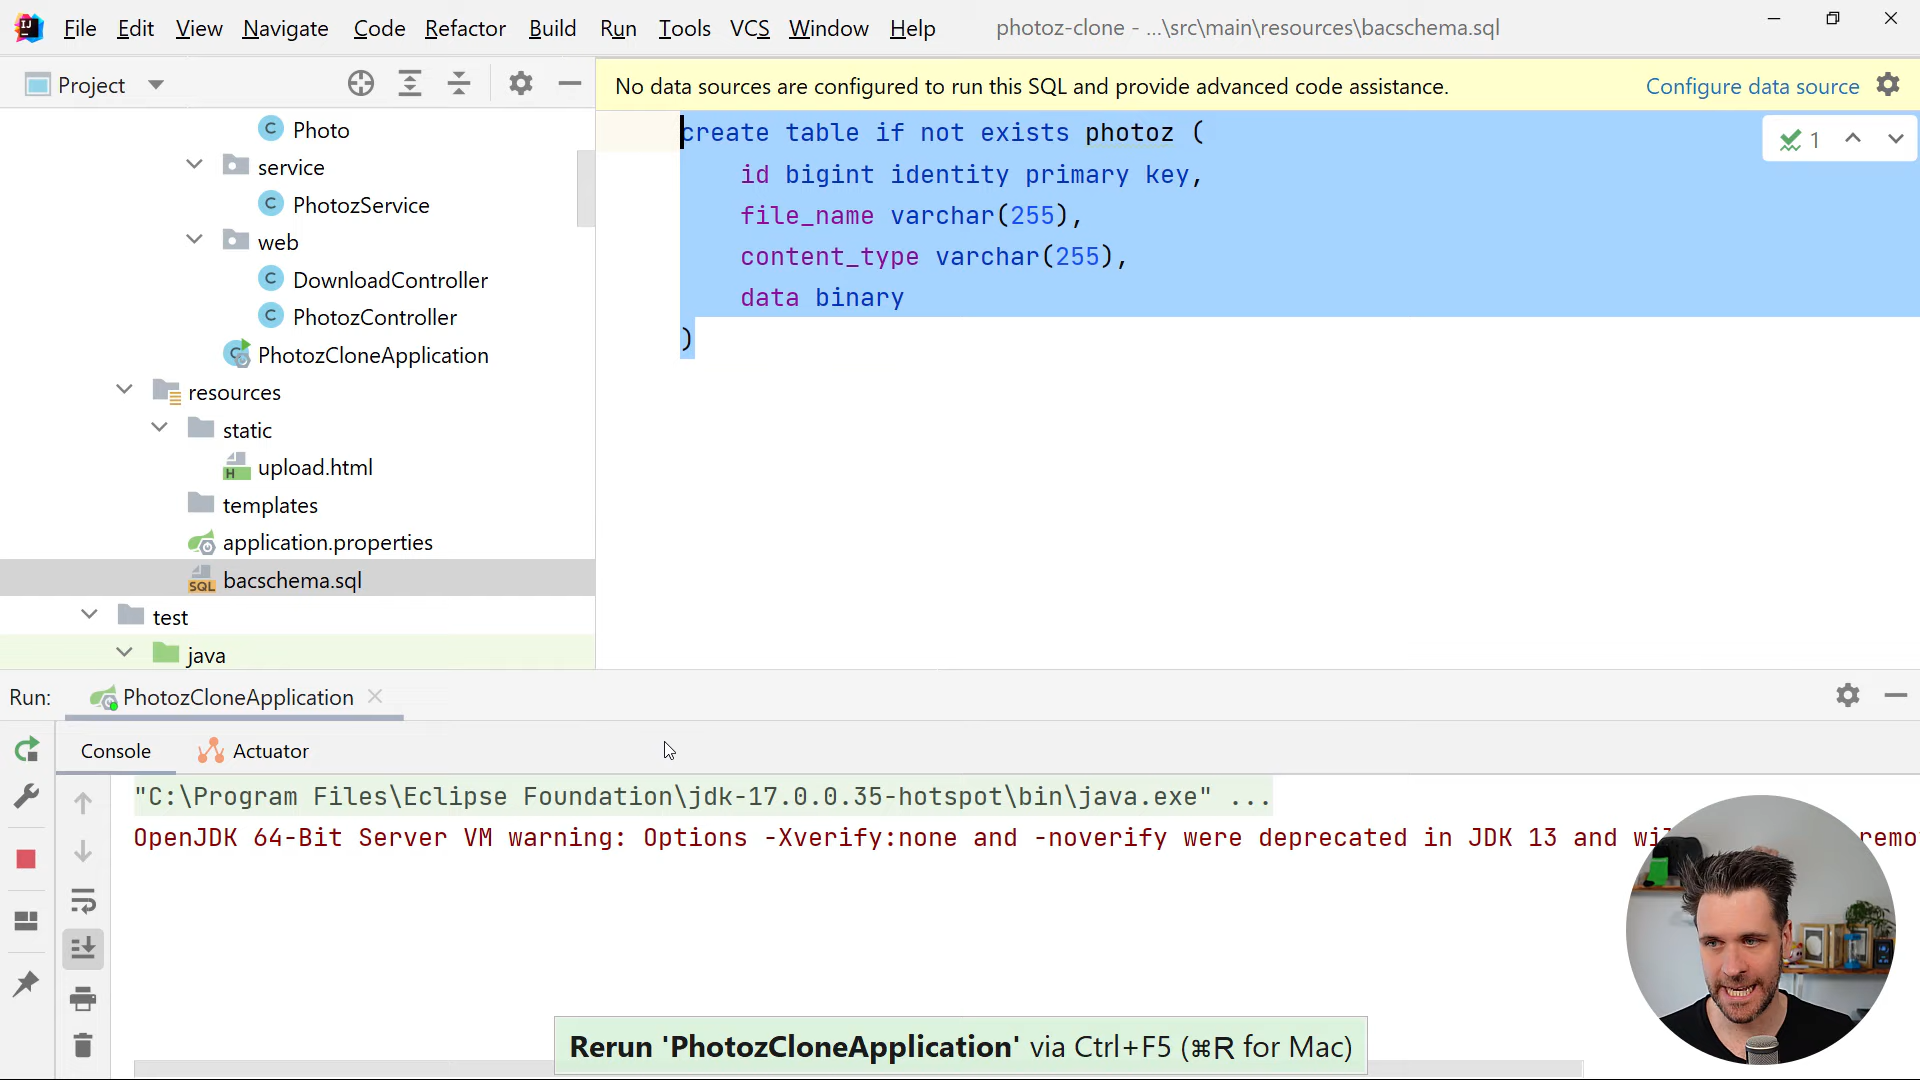 File Edit View Navigate Code Refactor Build Run Tools VCS Window Help photoz-clone - ...\src\main\resources\bacschema.sql
Project
No data sources are configured to run this SQL and provide advanced code assistance. Configure data source
Photo
service
PhotozService
web
DownloadController
PhotozController
PhotozCloneApplication
resources
static
upload.html
templates
application.properties
bacschema.sql
test
java
create table if not exists photoz (
id bigint identity primary key,
file_name varchar(255),
content_type varchar(255),
data binary
)
1
Run: PhotozCloneApplication
Console Actuator
"C:\Program Files\Eclipse Foundation\jdk-17.0.0.35-hotspot\bin\java.exe" ...
OpenJDK 64-Bit Server VM warning: Options -Xverify:none and -noverify were deprecated in JDK 13 and
Rerun 'PhotozCloneApplication' via Ctrl+F5 (⌘R for Mac)